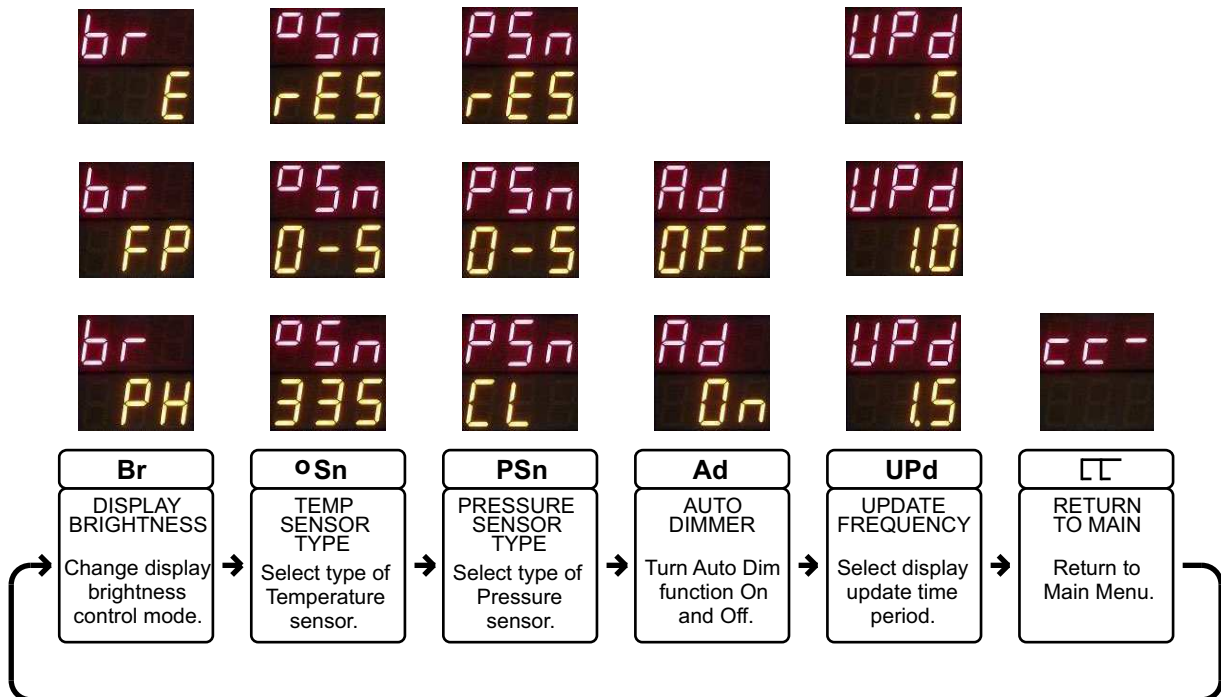 br
E
oSn
rES
PSn
rES
UPd
.5
br
FP
oSn
0-5
PSn
0-5
Ad
OFF
UPd
1.0
br
PH
oSn
335
PSn
CL
Ad
On
UPd
1.5
cc-
Br
oSn
PSn
Ad
UPd
DISPLAY
BRIGHTNESS
Change display
brightness
control mode.
TEMP
SENSOR
TYPE
Select type of
Temperature
sensor.
PRESSURE
SENSOR
TYPE
Select type of
Pressure
sensor.
AUTO
DIMMER
Turn Auto Dim
function On
and Off.
UPDATE
FREQUENCY
Select display
update time
period.
RETURN
TO MAIN
Return to
Main Menu.